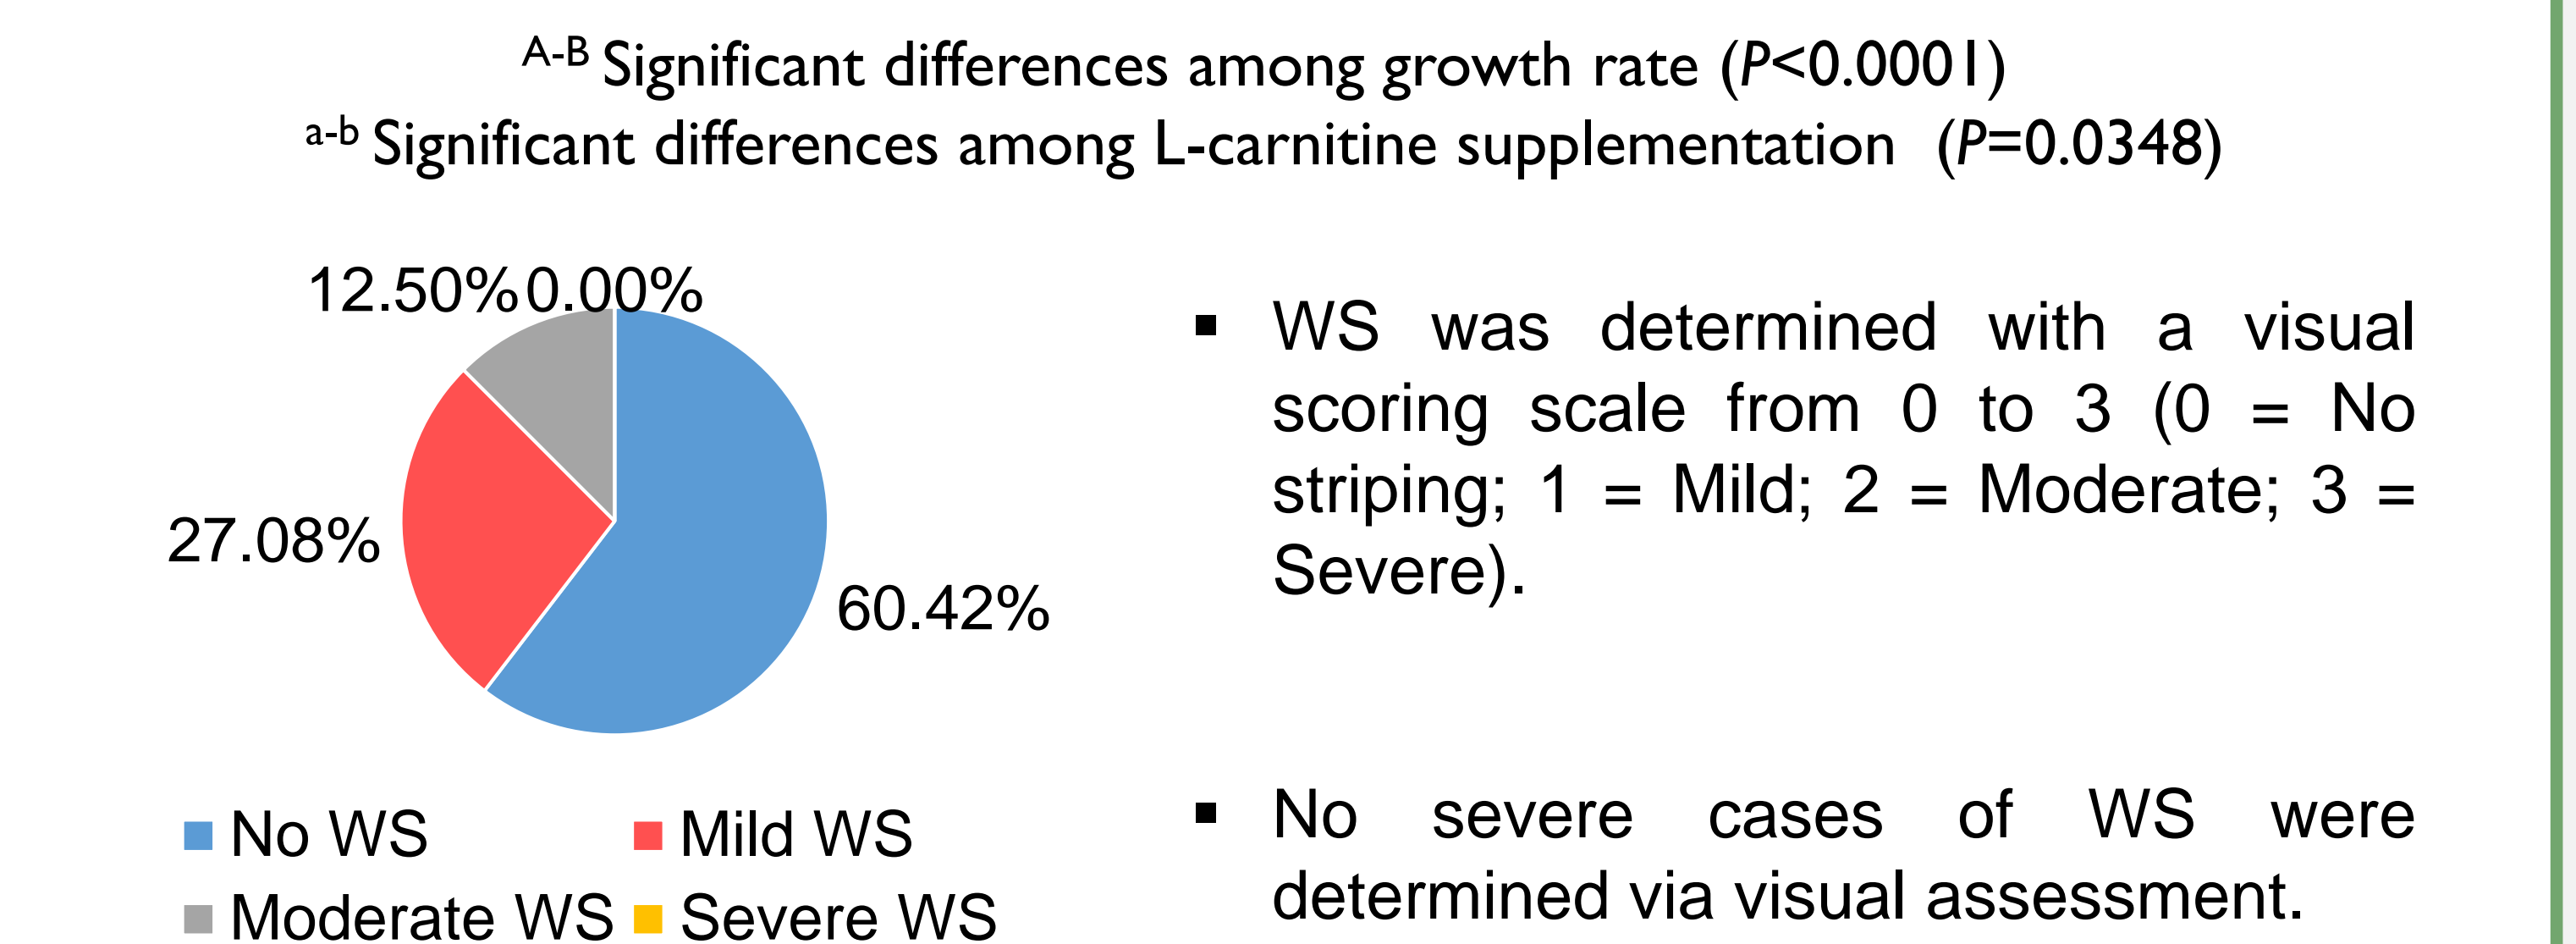 A-B Significant differences among growth rate (P<0.0001)
a-b Significant differences among L-carnitine supplementation (P=0.0348)
12.50% 0.00%
27.08%
60.42%
No WS
Mild WS
Moderate WS
Severe WS
▪ WS was determined with a visual
scoring scale from 0 to 3 (0 = No
striping; 1 = Mild; 2 = Moderate; 3 =
Severe).
▪ No severe cases of WS were
determined via visual assessment.